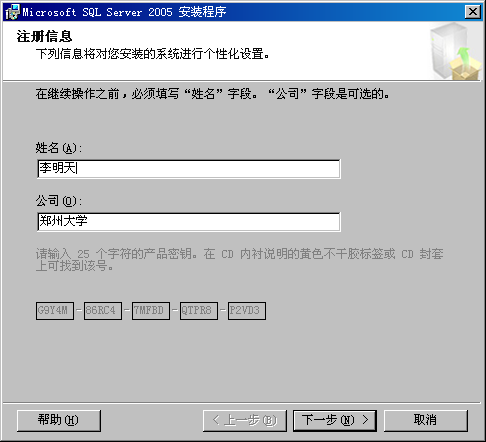 Microsoft SQL Server 2005 安装程序
注册信息
下列信息将对您安装的系统进行个性化设置。
在继续操作之前，必须填写“姓名”字段。“公司”字段是可选的。
姓名(A):
李明天
公司(O):
郑州大学
请输入 25 个字符的产品密钥。在 CD 内衬说明的黄色不干胶标签或 CD 封套
上可找到该号。
G9Y4M - 86RC4 - 7MFBD - QTPR8 - P2VD3
帮助(H)
< 上一步(B)
下一步(N) >
取消